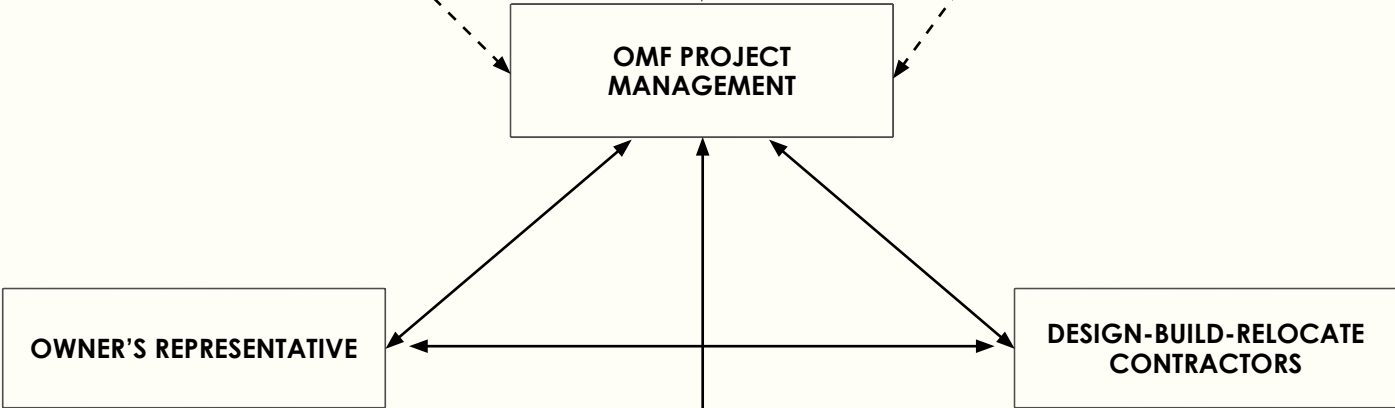 OMF PROJECT
MANAGEMENT
OWNER’S REPRESENTATIVE
DESIGN-BUILD-RELOCATE
CONTRACTORS